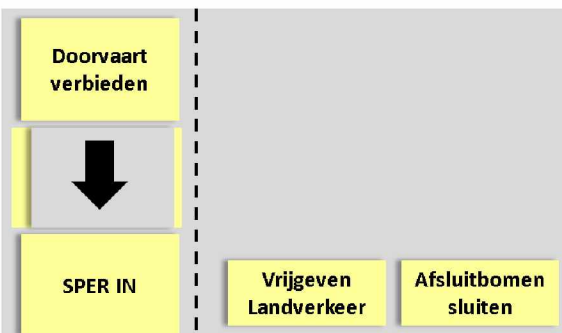 Doorvaart
verbieden
SPER IN
Vrijgeven
Landverkeer
Afsluitbomen
sluiten